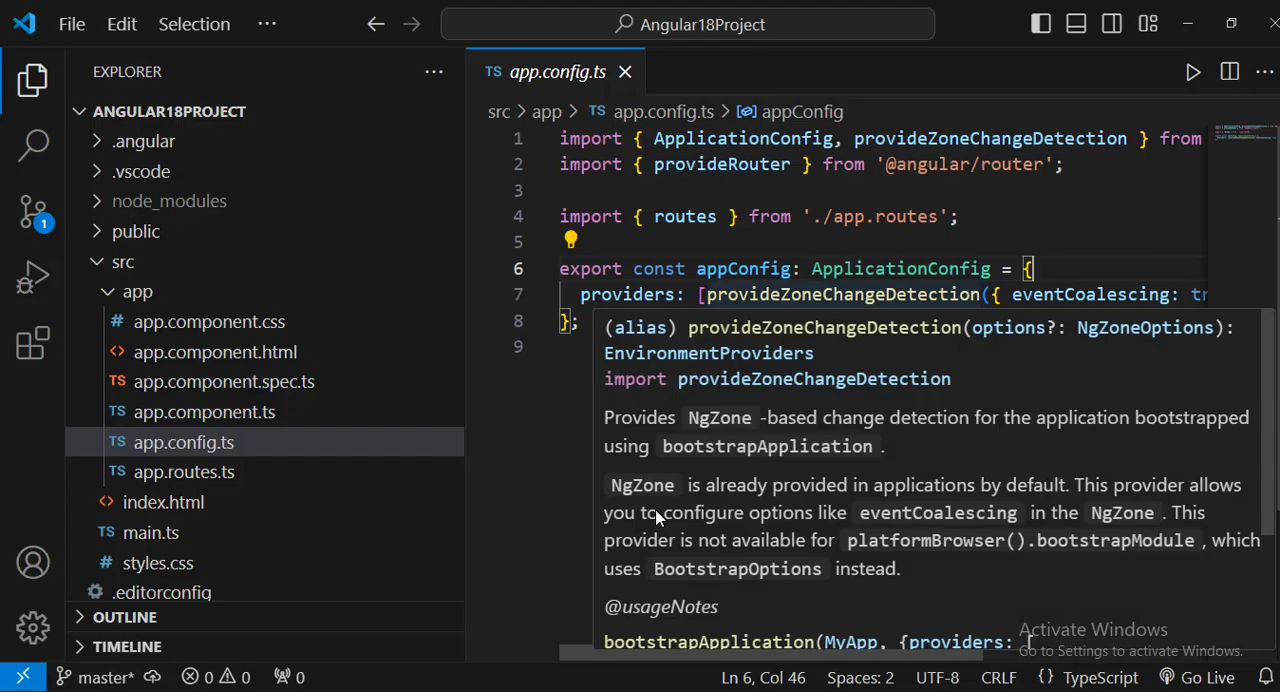 File Edit Selection ··· Angular18Project
EXPLORER ···
ANGULAR18PROJECT
.angular
.vscode
node_modules
public
src
app
# app.component.css
<> app.component.html
TS app.component.spec.ts
TS app.component.ts
TS app.config.ts
TS app.routes.ts
<> index.html
TS main.ts
# styles.css
.editorconfig
OUTLINE
TIMELINE
1
TS app.config.ts
src > app > TS app.config.ts > appConfig
1 import { ApplicationConfig, provideZoneChangeDetection } from
2 import { provideRouter } from '@angular/router';
3
4 import { routes } from './app.routes';
5
6 export const appConfig: ApplicationConfig = {
7 providers: [provideZoneChangeDetection({ eventCoalescing: tr
8 };
9
(alias) provideZoneChangeDetection(options?: NgZoneOptions):
EnvironmentProviders
import provideZoneChangeDetection
Provides NgZone -based change detection for the application bootstrapped
using bootstrapApplication .
NgZone is already provided in applications by default. This provider allows
you to configure options like eventCoalescing in the NgZone . This
provider is not available for platformBrowser().bootstrapModule , which
uses BootstrapOptions instead.
@usageNotes
bootstrapApplication(MyApp, {providers: [
Activate Windows
Go to Settings to activate Windows.
master* 0 0 0 Ln 6, Col 46 Spaces: 2 UTF-8 CRLF {} TypeScript Go Live